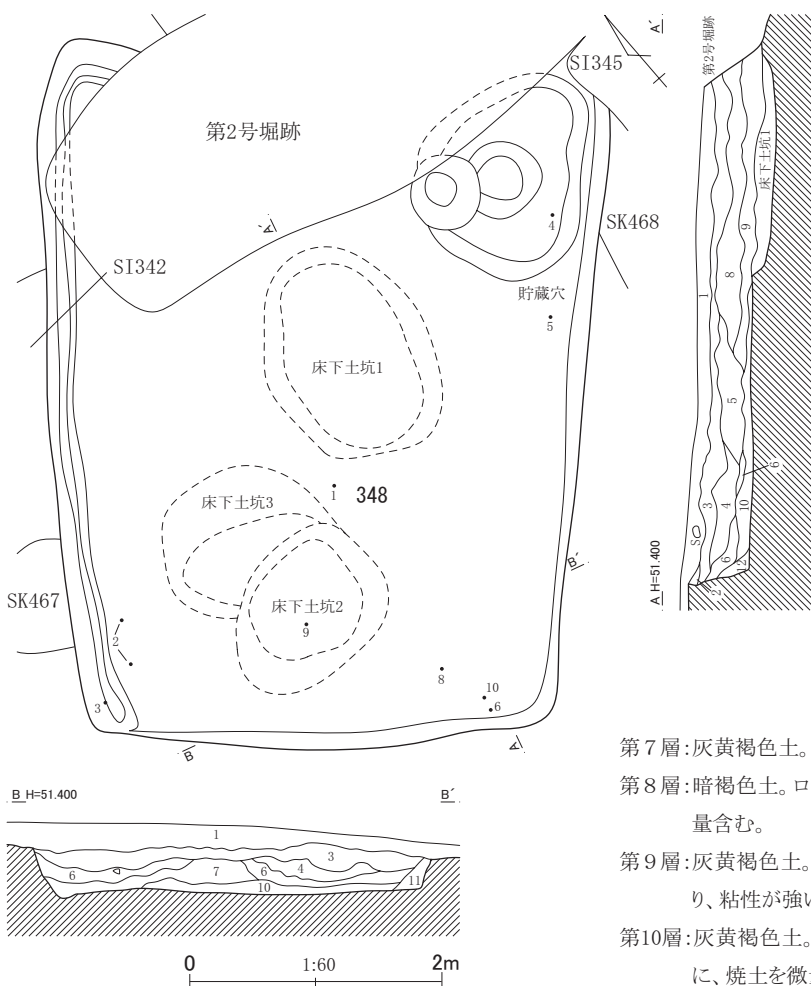 A´
第2号堀跡
SI345
第2号堀跡
床下土坑1
A´
4
SK468
9
SI342
8
貯蔵穴
1
5
床下土坑1
5
6
1
348
床下土坑3
3
4
10
S
A H=51.400
B´
6
12
2
SK467
床下土坑2
9
2
8
10
3
6
B
A
第７層:灰黄褐色土。
B H=51.400
B´
第８層:暗褐色土。ロ
量含む。
1
3
6
7
6
4
10
11
第９層:灰黄褐色土。
り、粘性が強い
第10層:灰黄褐色土。
に、焼土を微
0
1:60
2m